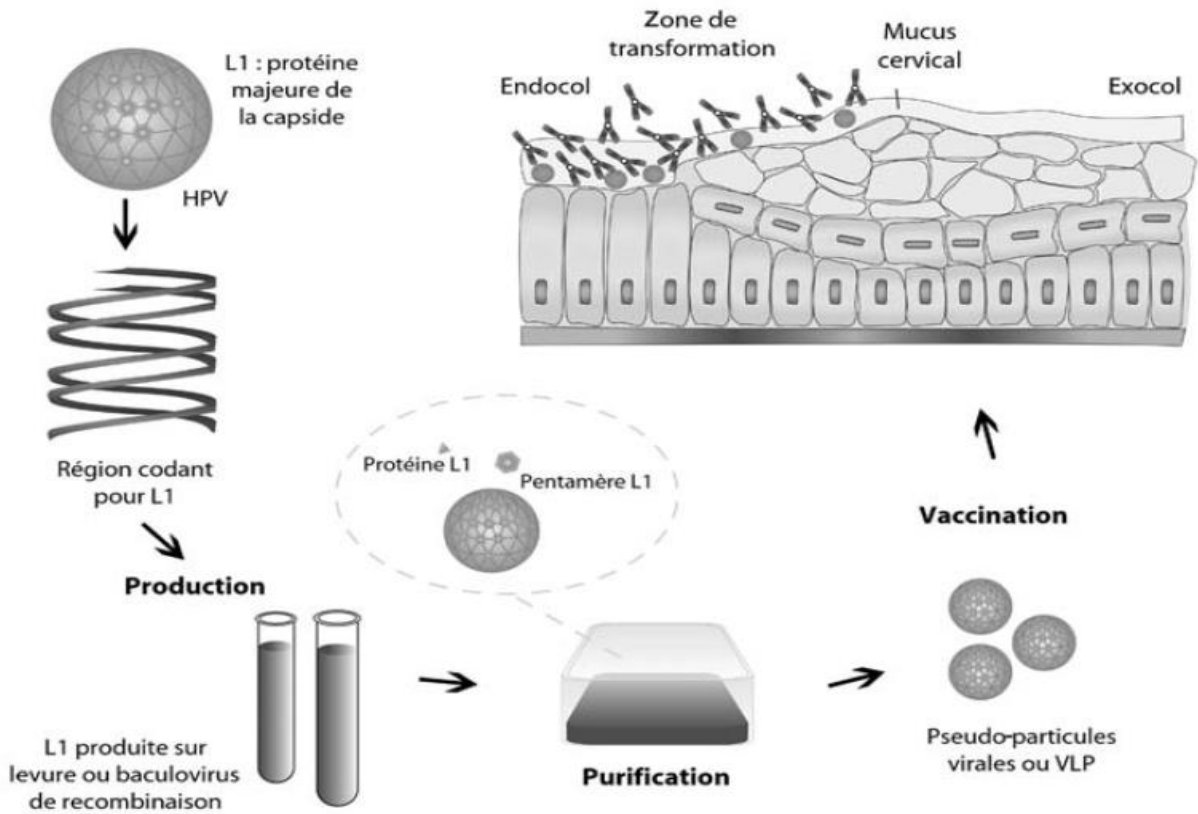 L1 : protéine
majeure de
la capside
HPV
Région codant
pour L1
Production
L1 produite sur
levure ou baculovirus
de recombinaison
Protéine L1
Pentamère L1
Purification
Pseudo-particules
virales ou VLP
Vaccination
Zone de
transformation
Mucus
cervical
Endocol
Exocol